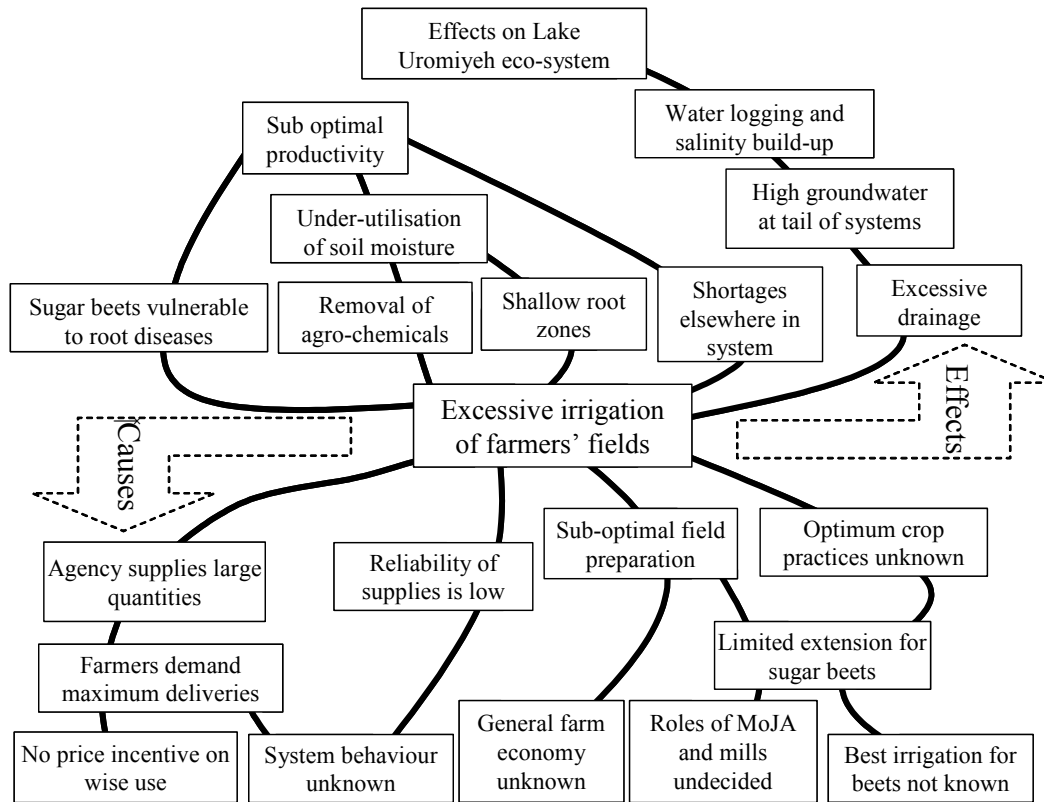 Effects on Lake
Uromiyeh eco-system
Water logging and
salinity build-up
Sub optimal
productivity
High groundwater
at tail of systems
Under-utilisation
of soil moisture
Sugar beets vulnerable
to root diseases
Removal of
agro-chemicals
Shallow root
zones
Shortages
elsewhere in
system
Excessive
drainage
Excessive irrigation
of farmers’ fields
Causes
Effects
Agency supplies large
quantities
Reliability of
supplies is low
Sub-optimal field
preparation
Optimum crop
practices unknown
Farmers demand
maximum deliveries
Limited extension for
sugar beets
No price incentive on
wise use
System behaviour
unknown
General farm
economy
unknown
Roles of MoJA
and mills
undecided
Best irrigation for
beets not known